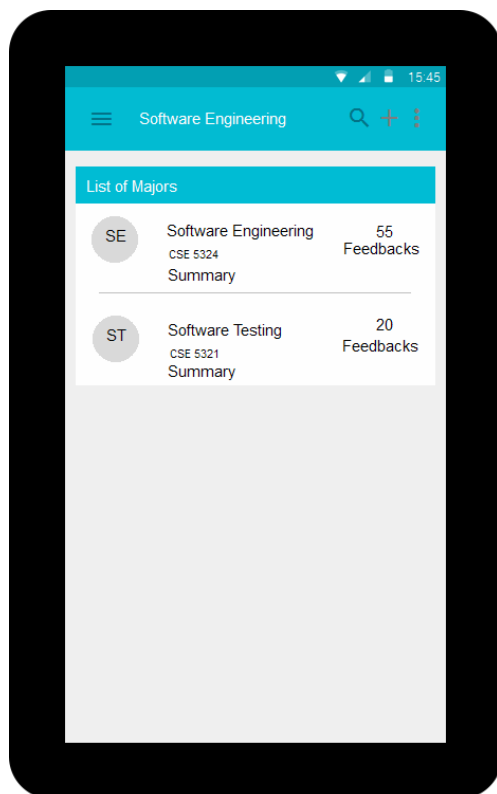 15:45
Software Engineering
List of Majors
SE
Software Engineering
55
Feedbacks
CSE 5324
Summary
ST
Software Testing
20
Feedbacks
CSE 5321
Summary